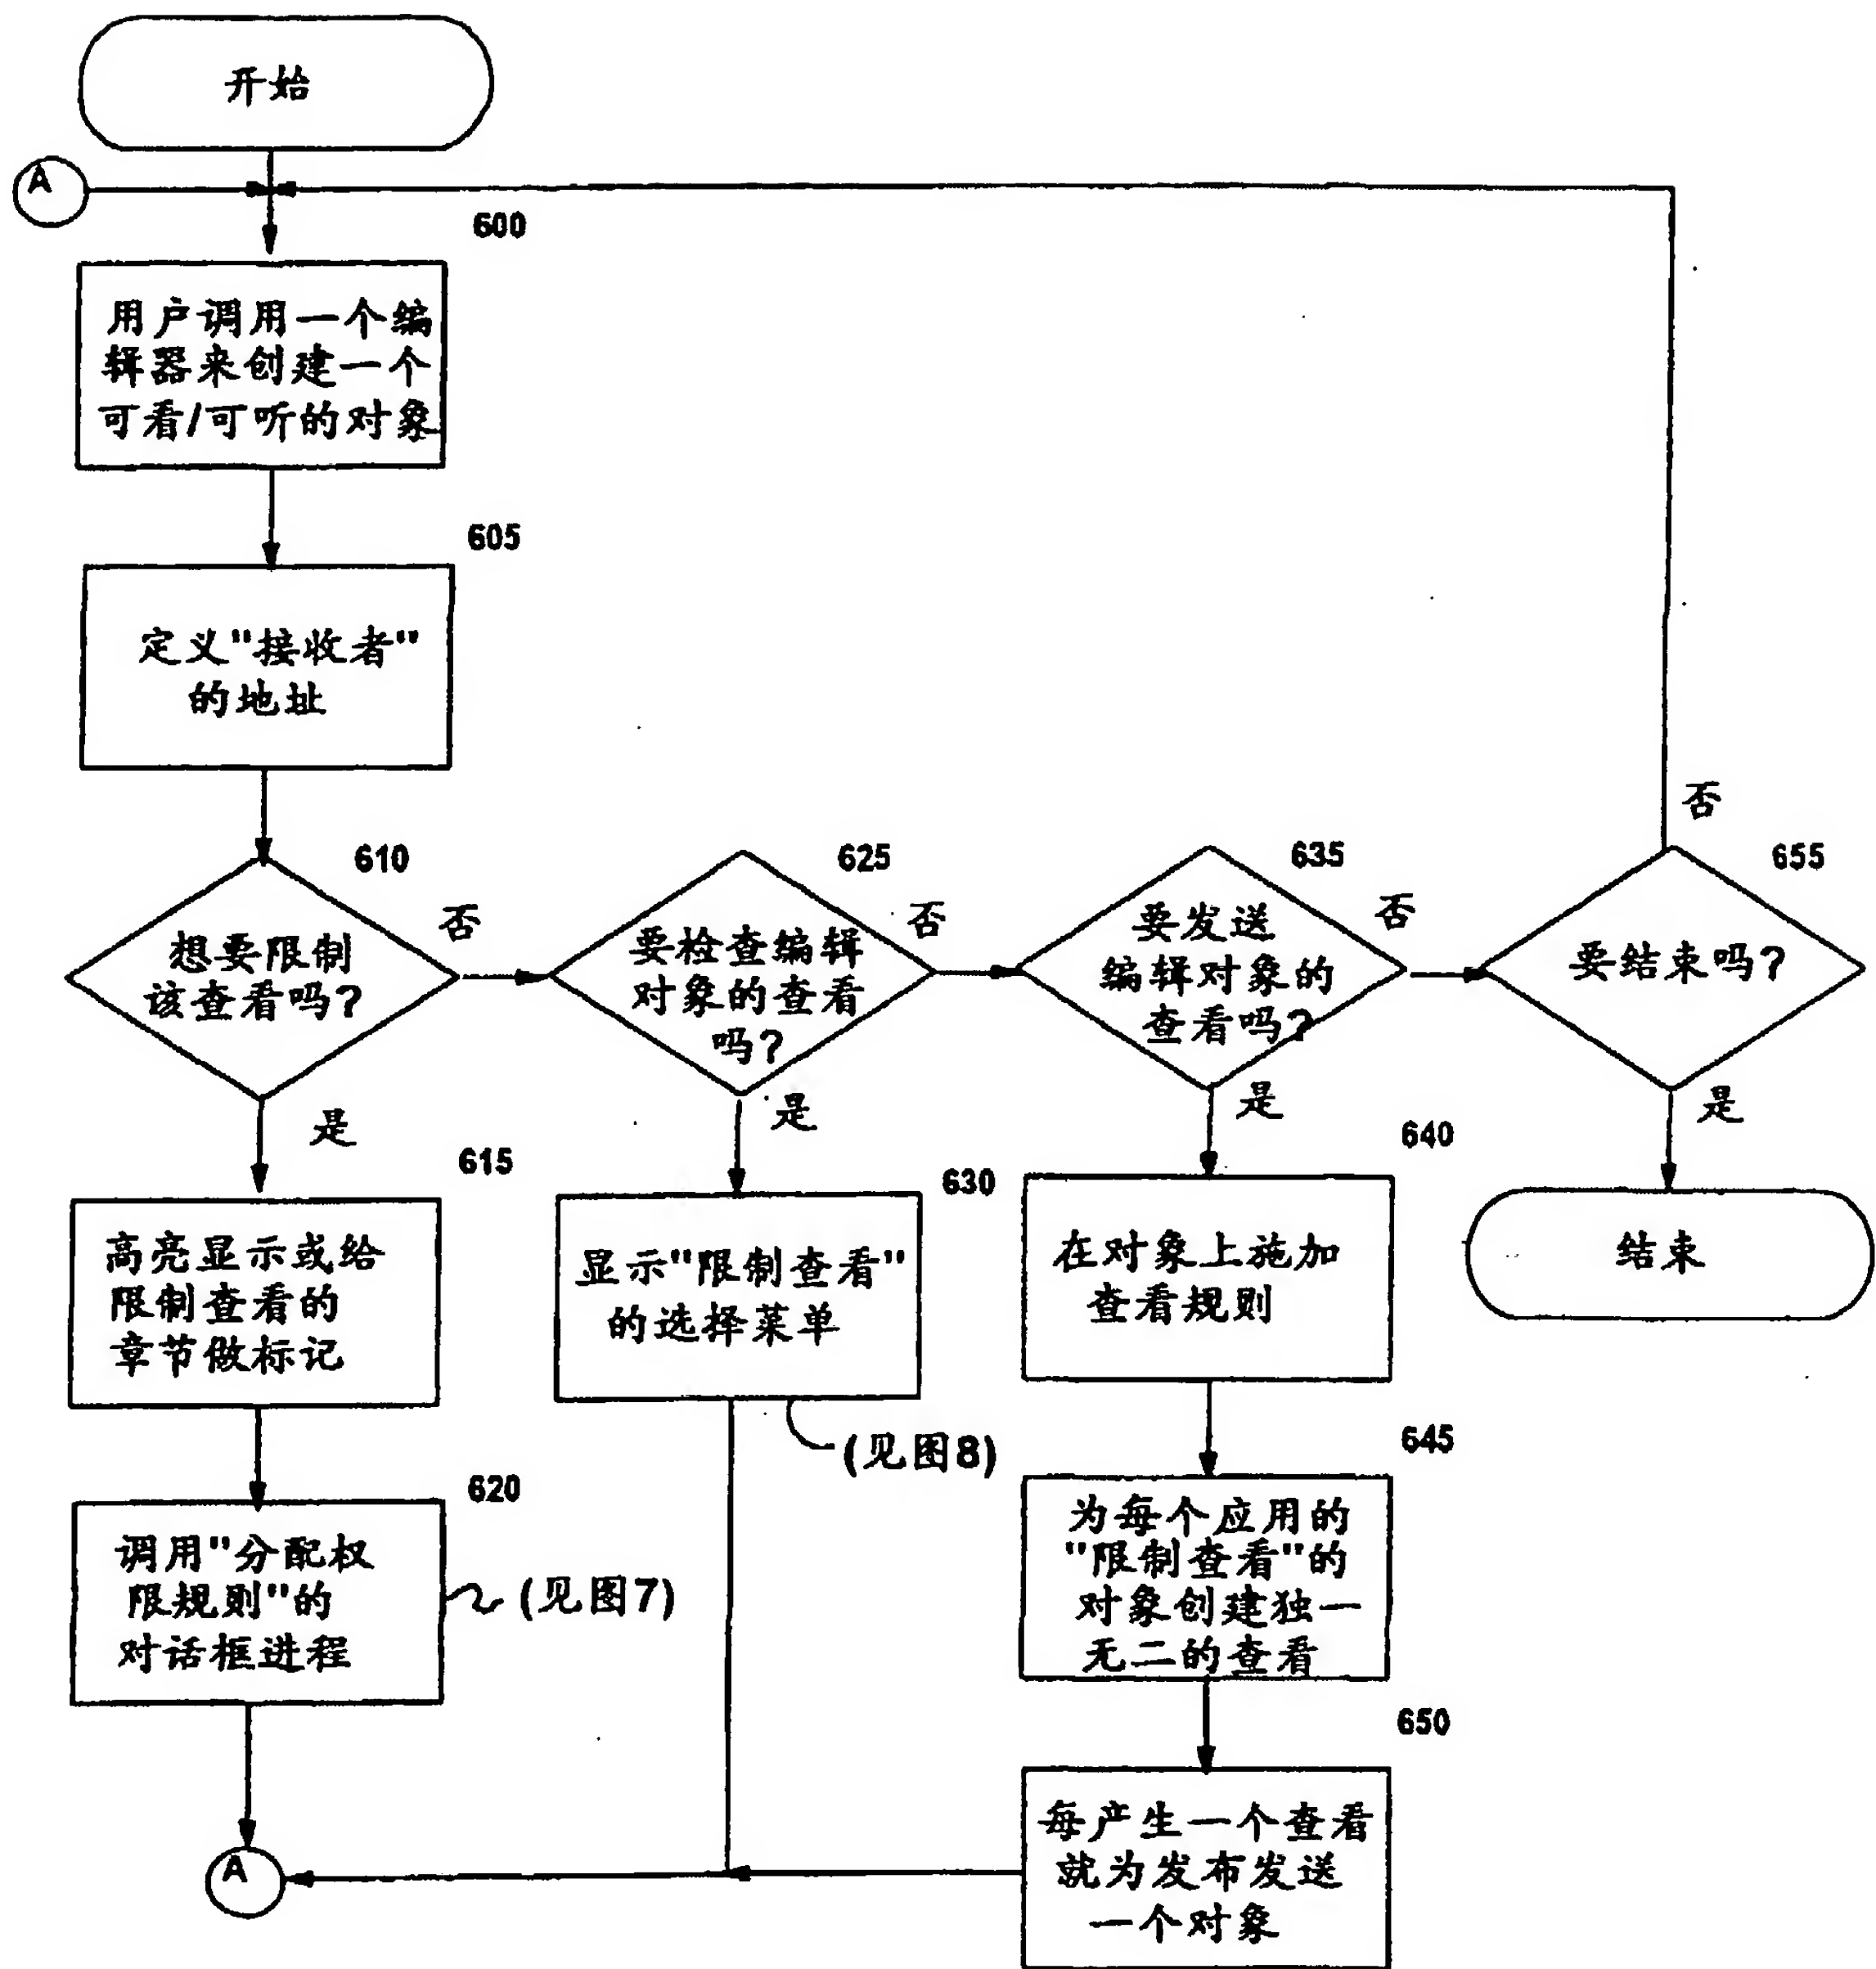 开始
A
600
用户调用一个编
辑器来创建一个
可看/可听的对象
605
定义"接收者"
的地址
610
想要限制
该查看吗?
否
625
要检查编辑
对象的查看
吗?
否
635
要发送
编辑对象的
查看吗?
否
655
要结束吗?
否
是
615
高亮显示或给
限制查看的
章节做标记
620
调用"分配权
限规则"的
对话框进程
(见图7)
A
是
630
显示"限制查看"
的选择菜单
(见图8)
是
640
在对象上施加
查看规则
645
为每个应用的
"限制查看"的
对象创建独一
无二的查看
650
每产生一个查看
就为发布发送
一个对象
是
结束